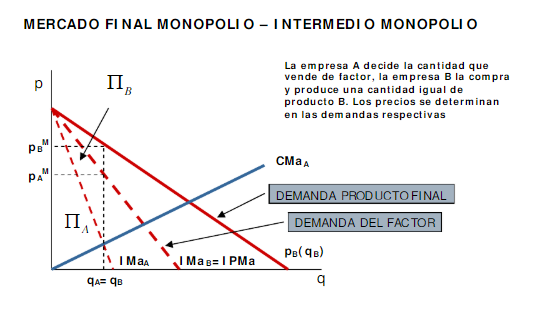 MERCADO FINAL MONOPOLIO – INTERMEDIO MONOPOLIO
La empresa A decide la cantidad que
vende de factor, la empresa B la compra
y produce una cantidad igual de
producto B. Los precios se determinan
en las demandas respectivas
p
Π_B
p_B^M
p_A^M
CMa_A
DEMANDA PRODUCTO FINAL
Π_A
DEMANDA DEL FACTOR
IMa_A
IMa_B= IPMa
p_B(q_B)
q_A= q_B
q